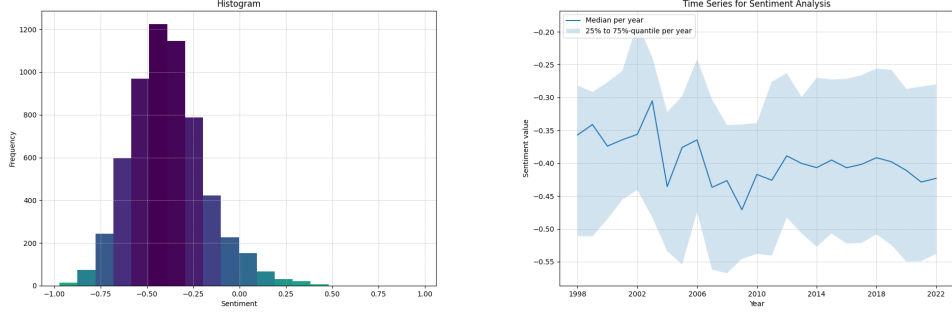 Histogram
1200
1000
800
600
400
200
0
Frequency
−1.00 −0.75 −0.50 −0.25 0.00 0.25 0.50 0.75 1.00
Sentiment
Time Series for Sentiment Analysis
Median per year
25% to 75%-quantile per year
−0.20
−0.25
−0.30
−0.35
−0.40
−0.45
−0.50
−0.55
Sentiment value
1998 2002 2006 2010 2014 2018 2022
Year